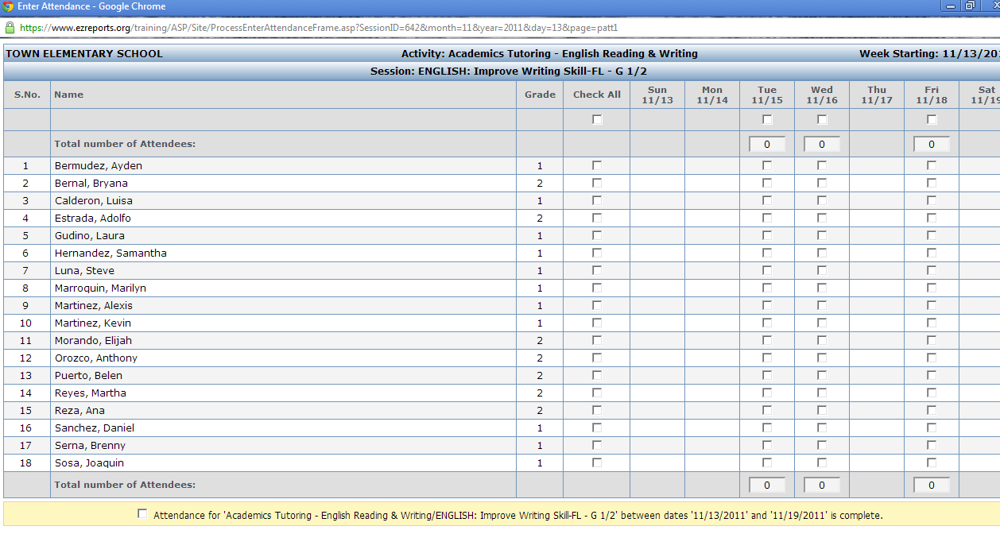 Enter Attendance - Google Chrome
https://www.ezreports.org/training/ASP/Site/ProcessEnterAttendanceFrame.asp?SessionID=642&month=11&year=2011&day=13&page=patt1
TOWN ELEMENTARY SCHOOL Activity: Academics Tutoring - English Reading & Writing Week Starting: 11/13/201
Session: ENGLISH: Improve Writing Skill-FL - G 1/2
S.No. Name Grade Check All Sun 11/13 Mon 11/14 Tue 11/15 Wed 11/16 Thu 11/17 Fri 11/18 Sat 11/19
Total number of Attendees: 0 0 0
1 Bermudez, Ayden 1
2 Bernal, Bryana 2
3 Calderon, Luisa 1
4 Estrada, Adolfo 2
5 Gudino, Laura 1
6 Hernandez, Samantha 1
7 Luna, Steve 1
8 Marroquin, Marilyn 1
9 Martinez, Alexis 1
10 Martinez, Kevin 1
11 Morando, Elijah 2
12 Orozco, Anthony 2
13 Puerto, Belen 2
14 Reyes, Martha 2
15 Reza, Ana 2
16 Sanchez, Daniel 1
17 Serna, Brenny 1
18 Sosa, Joaquin 1
Total number of Attendees: 0 0 0
Attendance for 'Academics Tutoring - English Reading & Writing/ENGLISH: Improve Writing Skill-FL - G 1/2' between dates '11/13/2011' and '11/19/2011' is complete.